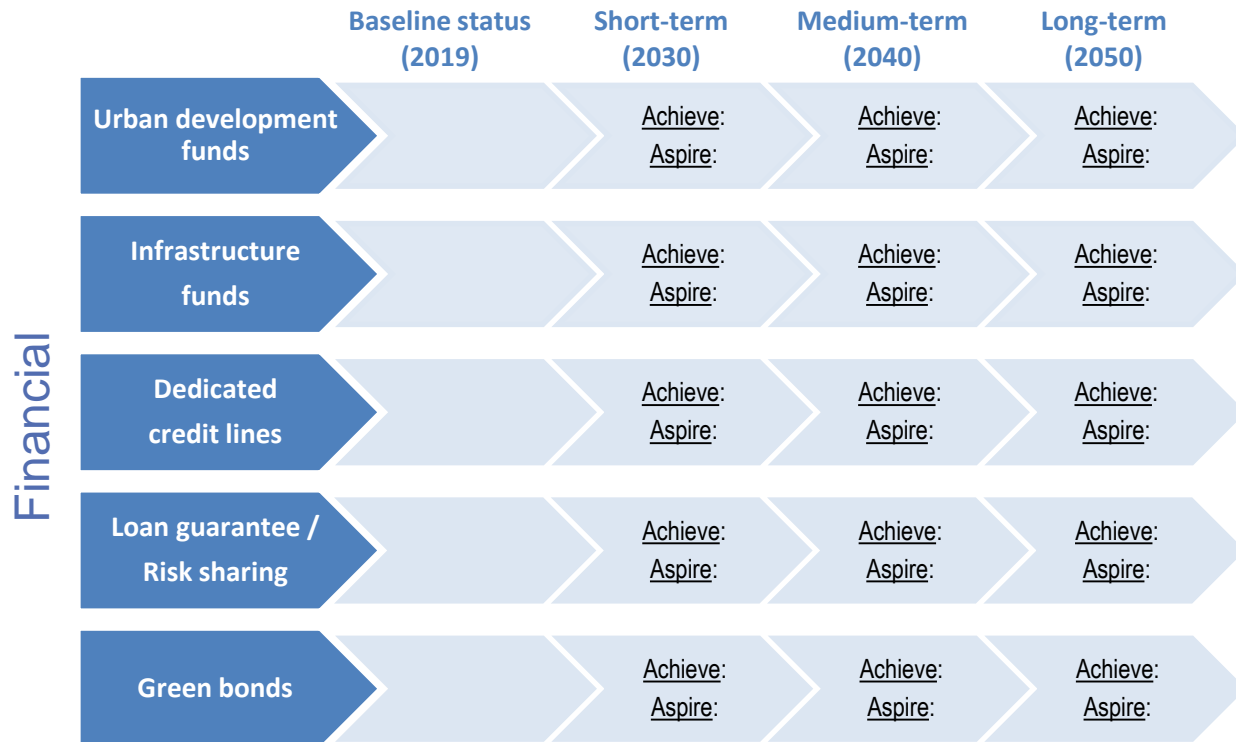 Baseline status Short-term Medium-term Long-term
(2019) (2030) (2040) (2050)
Financial
Urban development
funds
Achieve: Achieve: Achieve:
Aspire: Aspire: Aspire:
Infrastructure
funds
Achieve: Achieve: Achieve:
Aspire: Aspire: Aspire:
Dedicated
credit lines
Achieve: Achieve: Achieve:
Aspire: Aspire: Aspire:
Loan guarantee /
Risk sharing
Achieve: Achieve: Achieve:
Aspire: Aspire: Aspire:
Green bonds
Achieve: Achieve: Achieve:
Aspire: Aspire: Aspire: